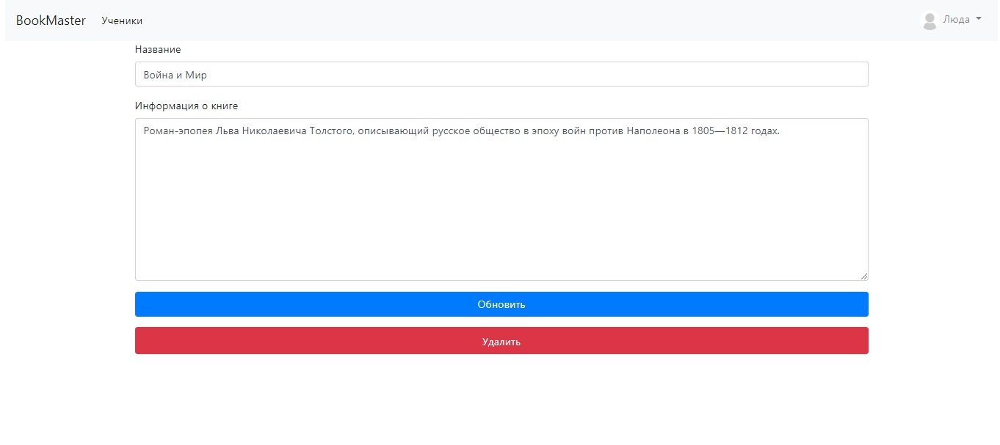 BookMaster Ученики Люда
Название
Война и Мир
Информация о книге
Роман-эпопея Льва Николаевича Толстого, описывающий русское общество в эпоху войн против Наполеона в 1805—1812 годах.
Обновить
Удалить